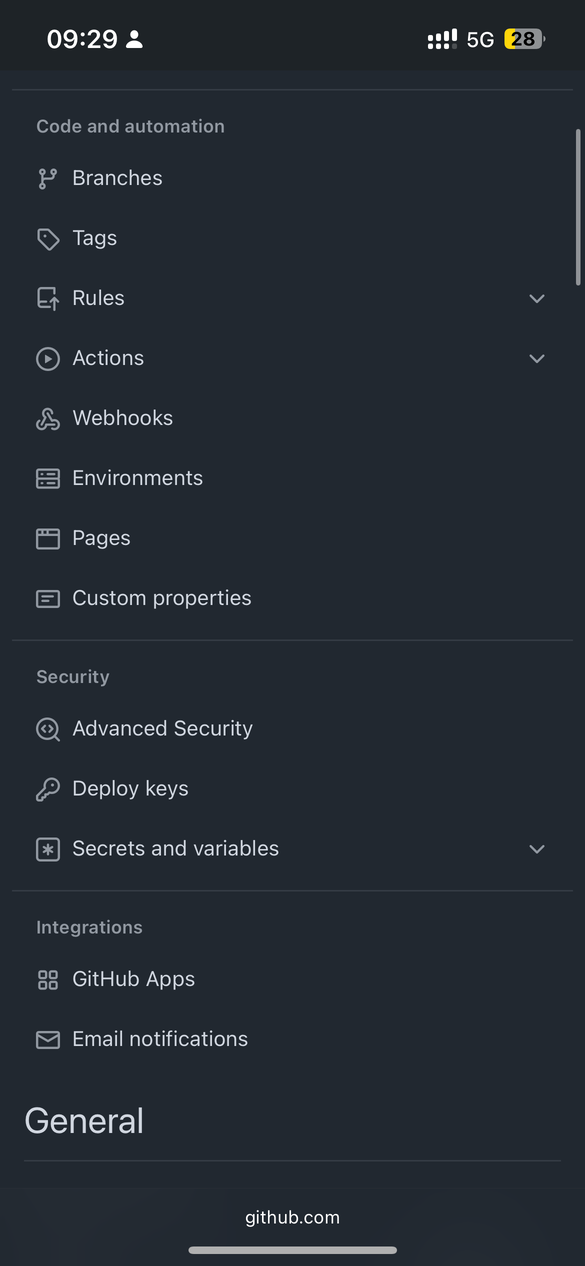 09:29
5G
28
Code and automation
Branches
Tags
Rules
Actions
Webhooks
Environments
Pages
Custom properties
Security
Advanced Security
Deploy keys
Secrets and variables
Integrations
GitHub Apps
Email notifications
General
github.com